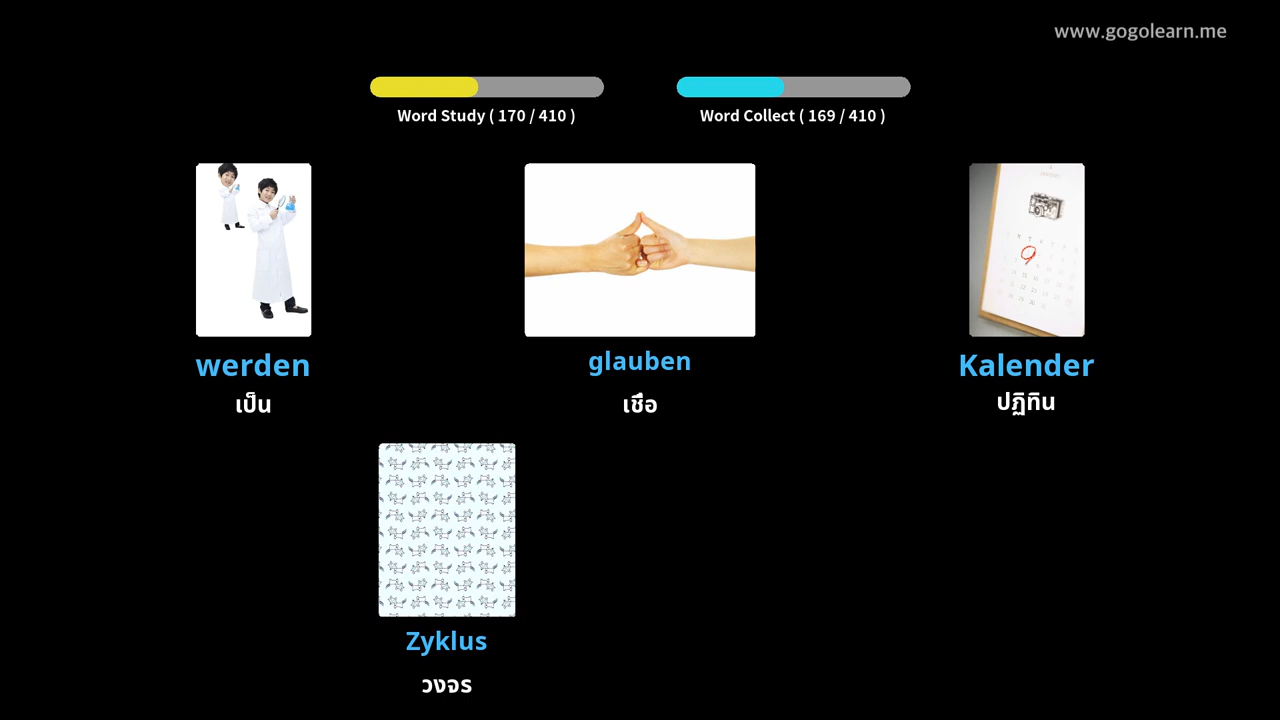 www.gogolearn.me
Word Study ( 170 / 410 )
Word Collect ( 169 / 410 )
werden
เป็น
glauben
เชื่อ
Kalender
ปฏิทิน
Zyklus
วงจร